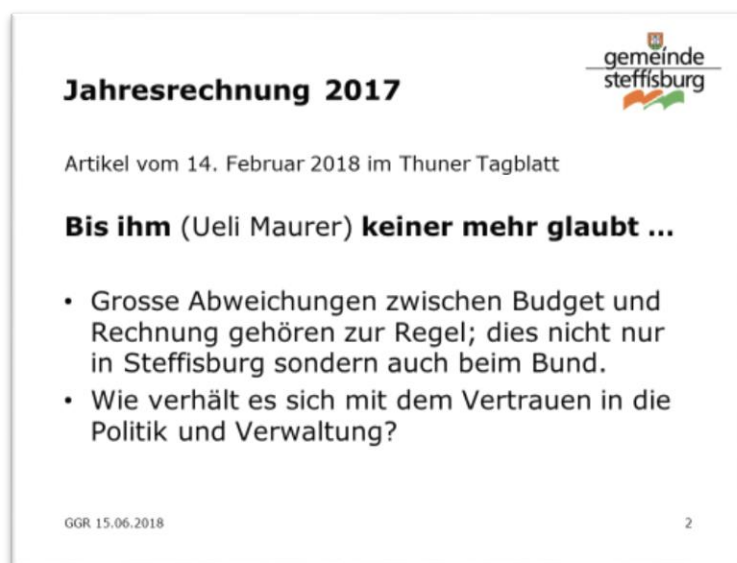 gemeinde
steffisburg
Jahresrechnung 2017
Artikel vom 14. Februar 2018 im Thuner Tagblatt
Bis ihm (Ueli Maurer) keiner mehr glaubt ...
• Grosse Abweichungen zwischen Budget und
Rechnung gehören zur Regel; dies nicht nur
in Steffisburg sondern auch beim Bund.
• Wie verhält es sich mit dem Vertrauen in die
Politik und Verwaltung?
GGR 15.06.2018 2